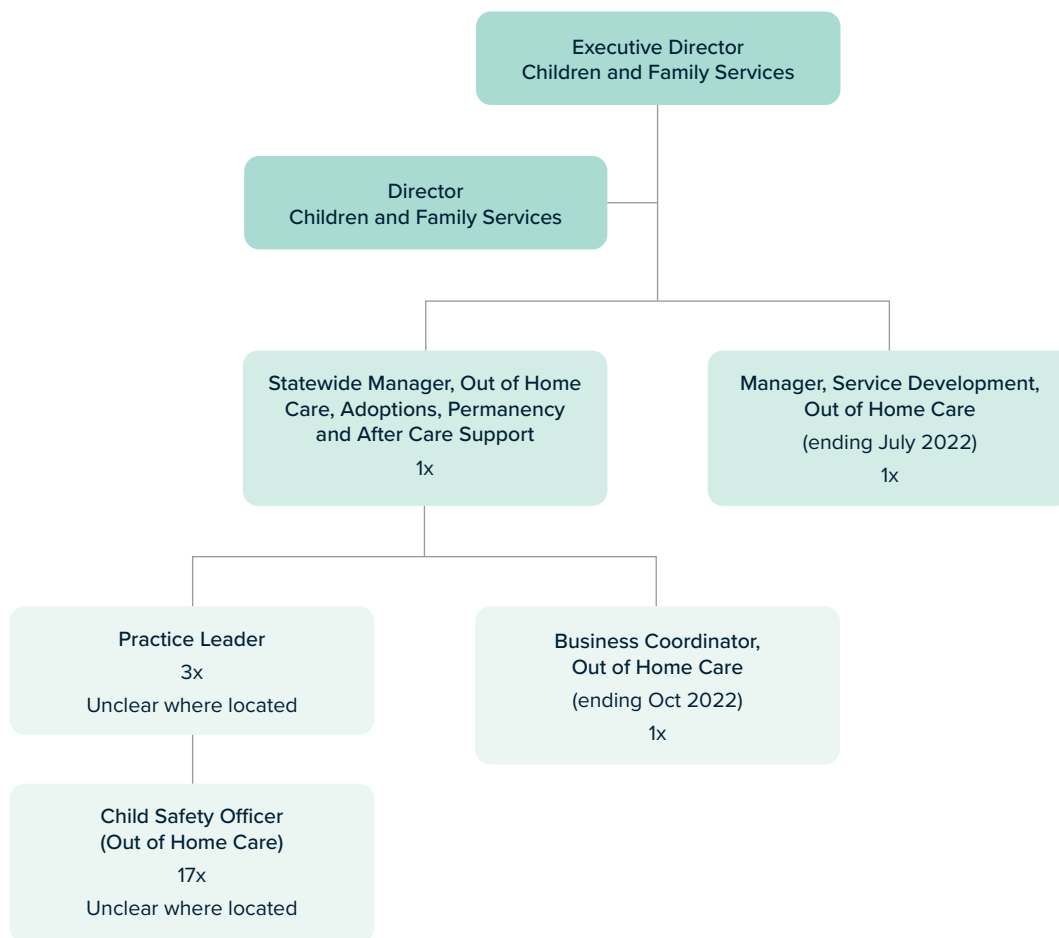 Executive Director
Children and Family Services
Director
Children and Family Services
Statewide Manager, Out of Home
Care, Adoptions, Permanency
and After Care Support
1x
Manager, Service Development,
Out of Home Care
(ending July 2022)
1x
Practice Leader
3x
Unclear where located
Business Coordinator,
Out of Home Care
(ending Oct 2022)
1x
Child Safety Officer
(Out of Home Care)
17x
Unclear where located